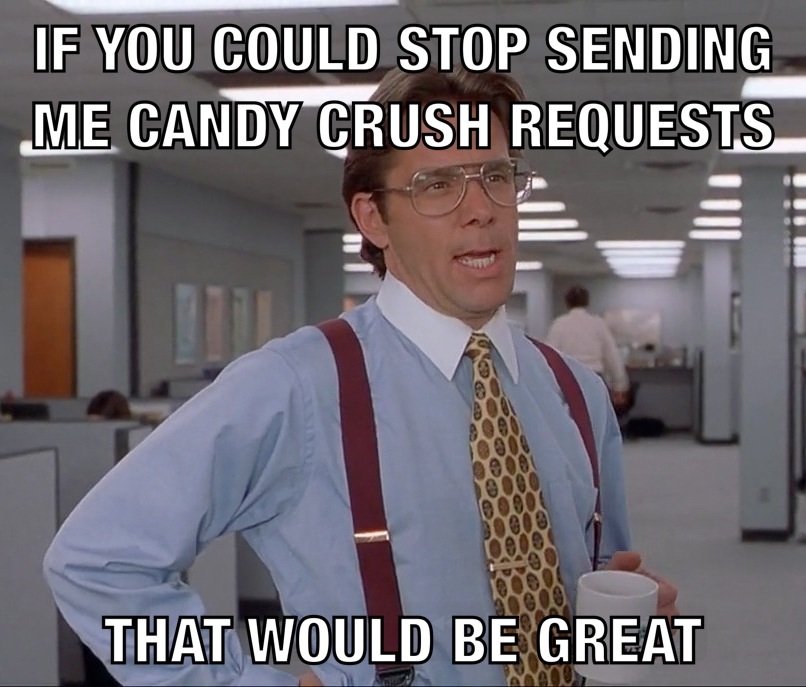 IF YOU COULD STOP SENDING
ME CANDY CRUSH REQUESTS
THAT WOULD BE GREAT